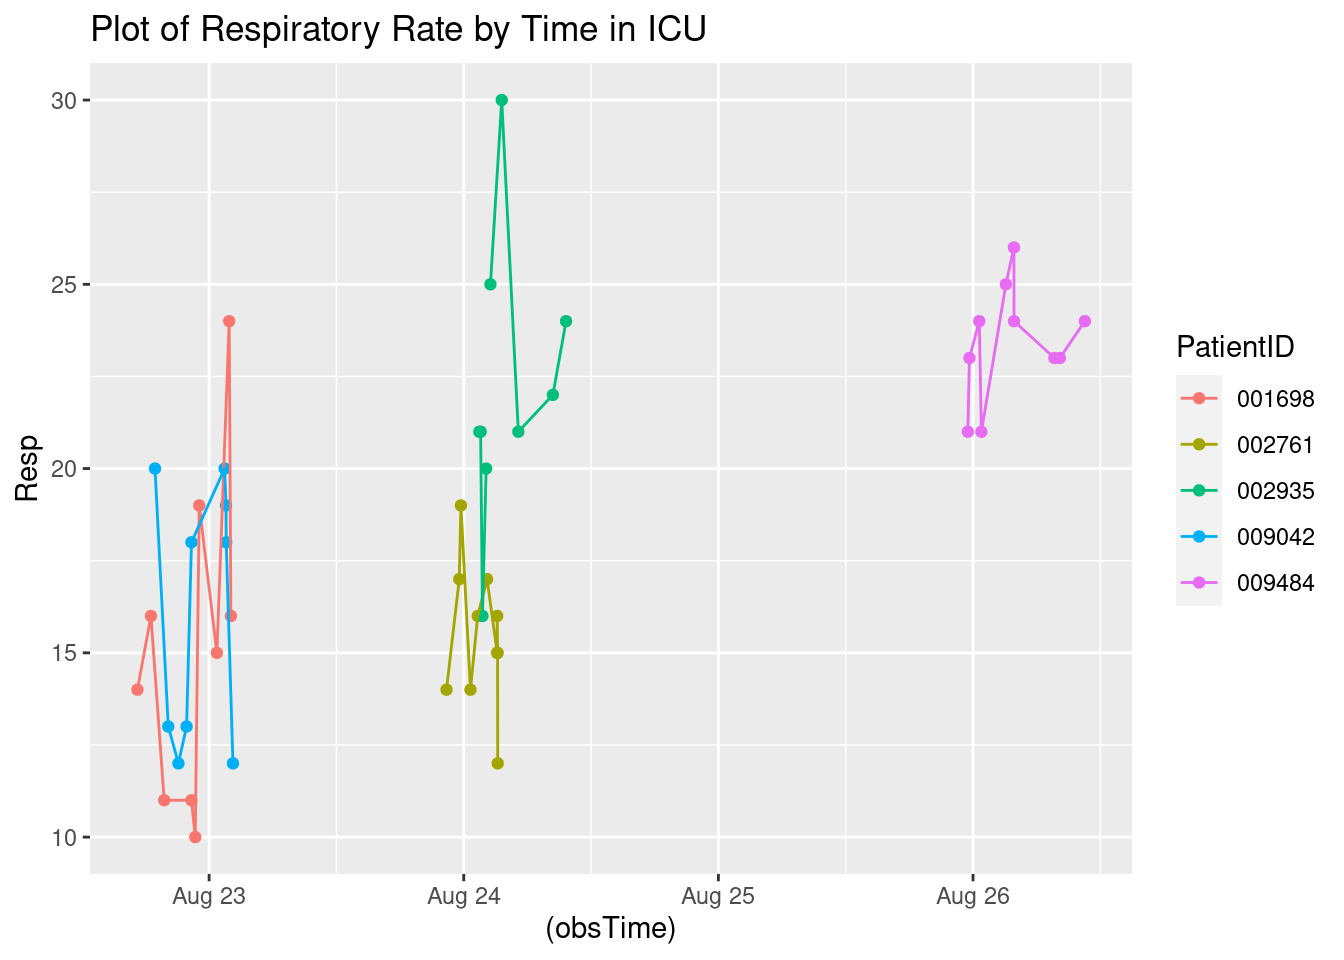 Plot of Respiratory Rate by Time in ICU
30
25
20
15
10
Resp
Aug 23
Aug 24
Aug 25
Aug 26
(obsTime)
PatientID
001698
002761
002935
009042
009484